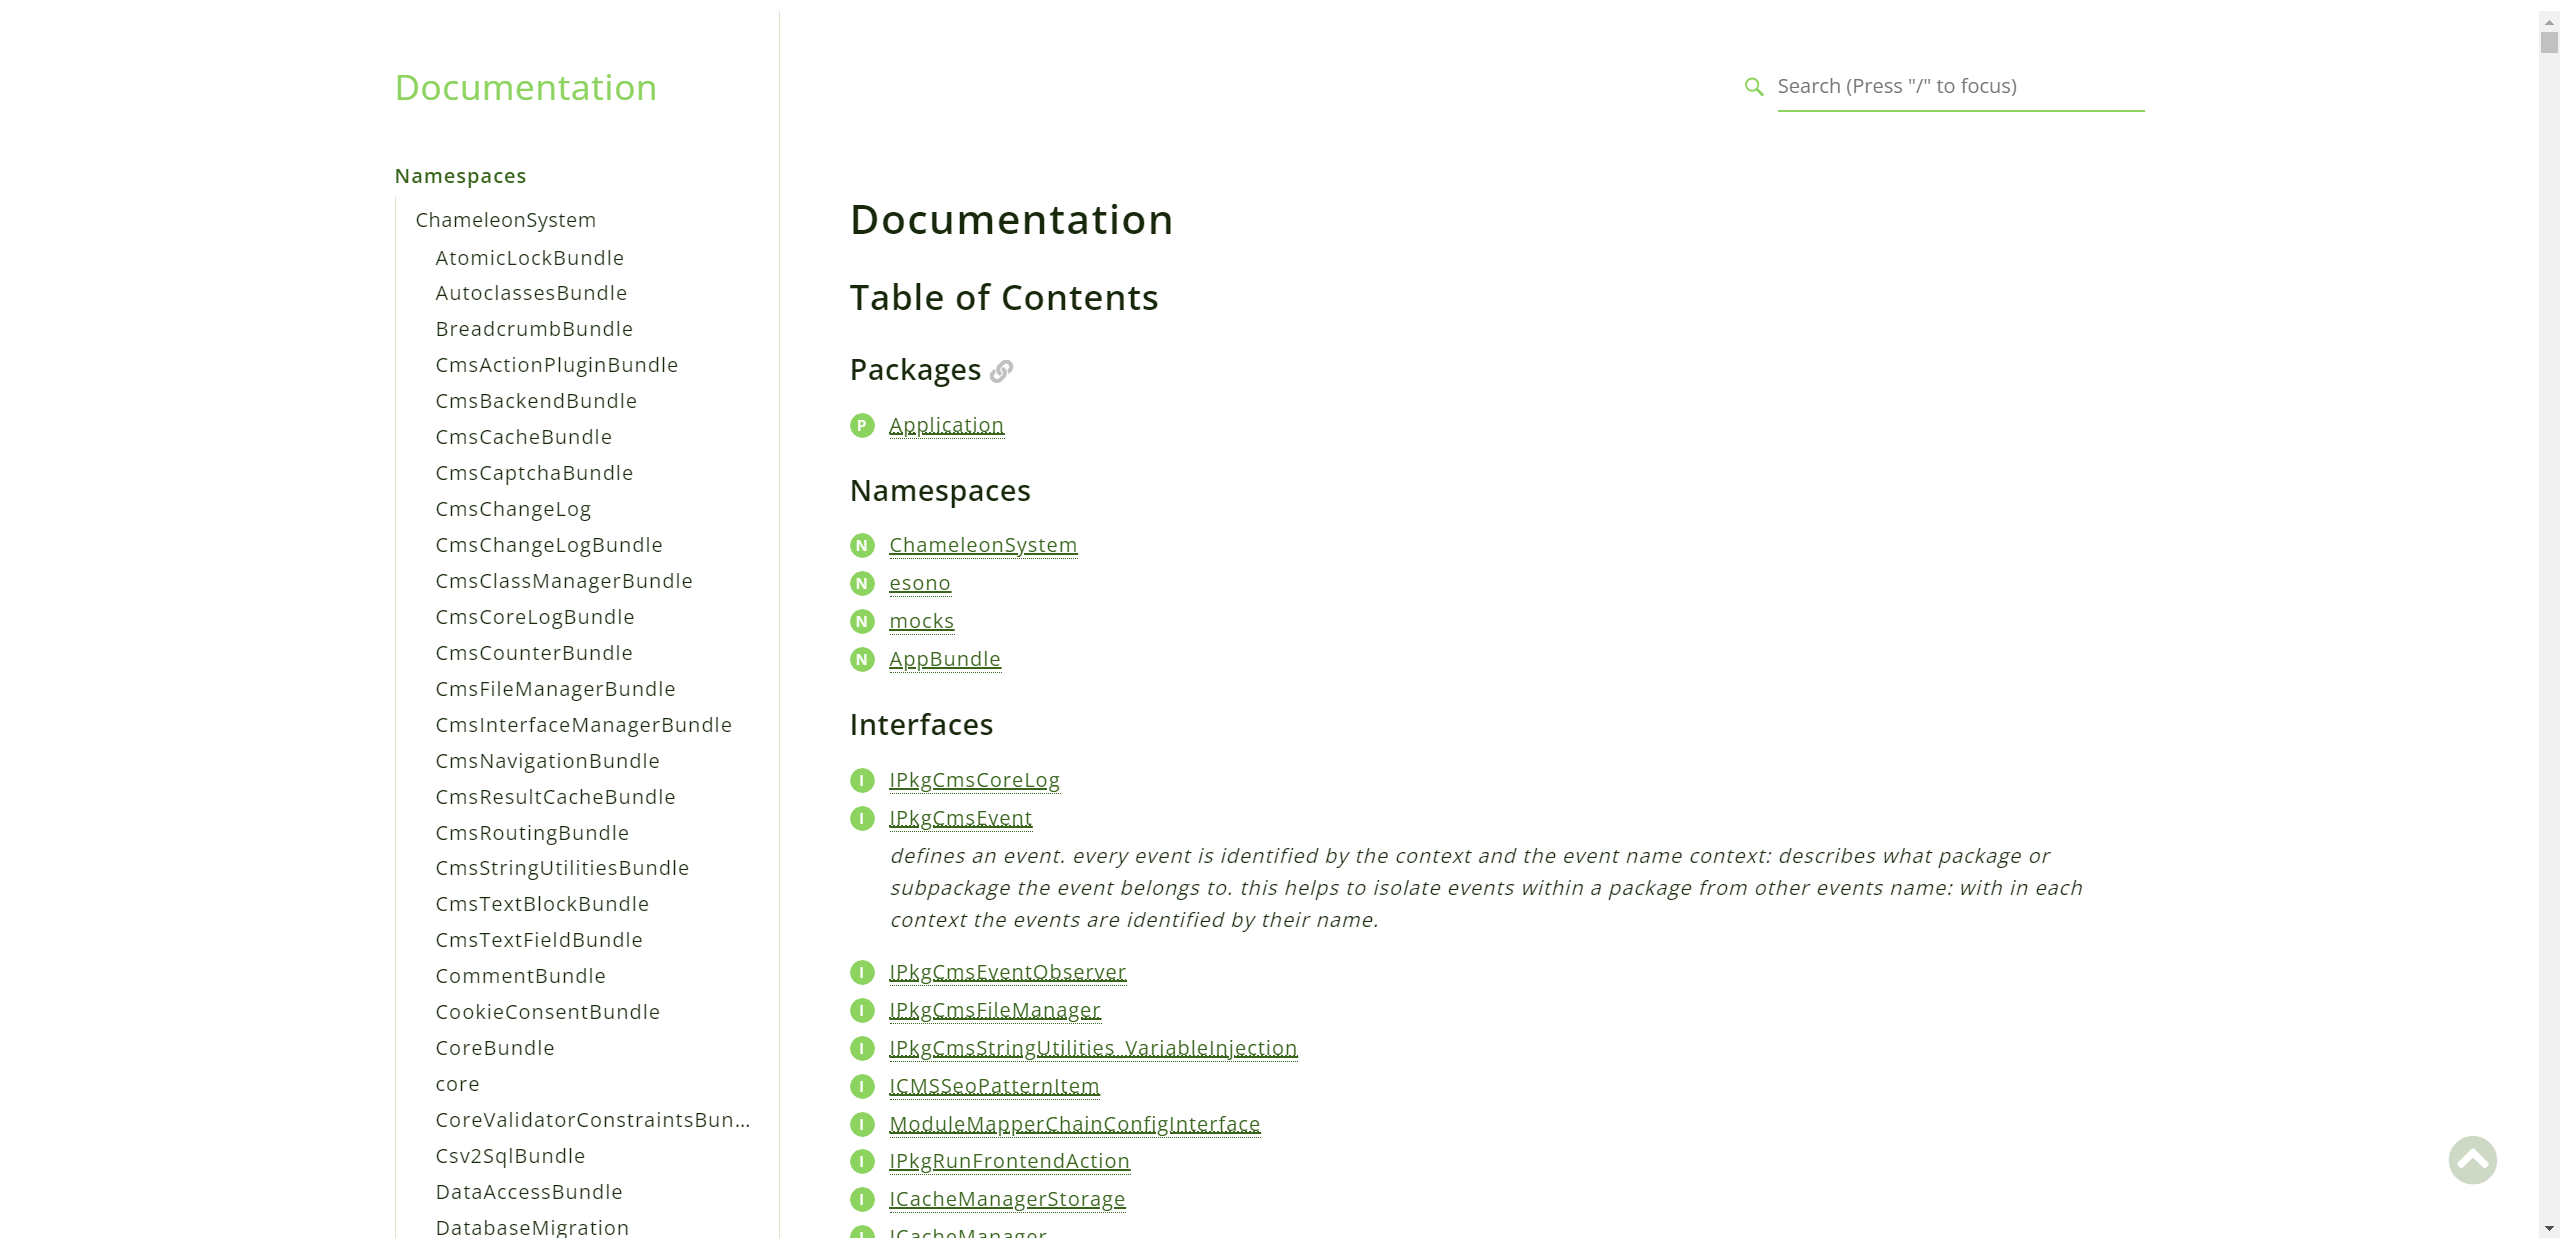 Documentation
Search (Press "/" to focus)
Namespaces
ChameleonSystem
AtomicLockBundle
AutoclassesBundle
BreadcrumbBundle
CmsActionPluginBundle
CmsBackendBundle
CmsCacheBundle
CmsCaptchaBundle
CmsChangeLog
CmsChangeLogBundle
CmsClassManagerBundle
CmsCoreLogBundle
CmsCounterBundle
CmsFileManagerBundle
CmsInterfaceManagerBundle
CmsNavigationBundle
CmsResultCacheBundle
CmsRoutingBundle
CmsStringUtilitiesBundle
CmsTextBlockBundle
CmsTextFieldBundle
CommentBundle
CookieConsentBundle
CoreBundle
core
CoreValidatorConstraintsBun...
Csv2SqlBundle
DataAccessBundle
DatabaseMigration
Documentation
Table of Contents
Packages
P Application
Namespaces
N ChameleonSystem
N esono
N mocks
N AppBundle
Interfaces
I IPkgCmsCoreLog
I IPkgCmsEvent
defines an event. every event is identified by the context and the event name context: describes what package or
subpackage the event belongs to. this helps to isolate events within a package from other events name: with in each
context the events are identified by their name.
I IPkgCmsEventObserver
I IPkgCmsFileManager
I IPkgCmsStringUtilities_VariableInjection
I ICMSSeoPatternItem
I ModuleMapperChainConfigInterface
I IPkgRunFrontendAction
I ICacheManagerStorage
I ICacheManager